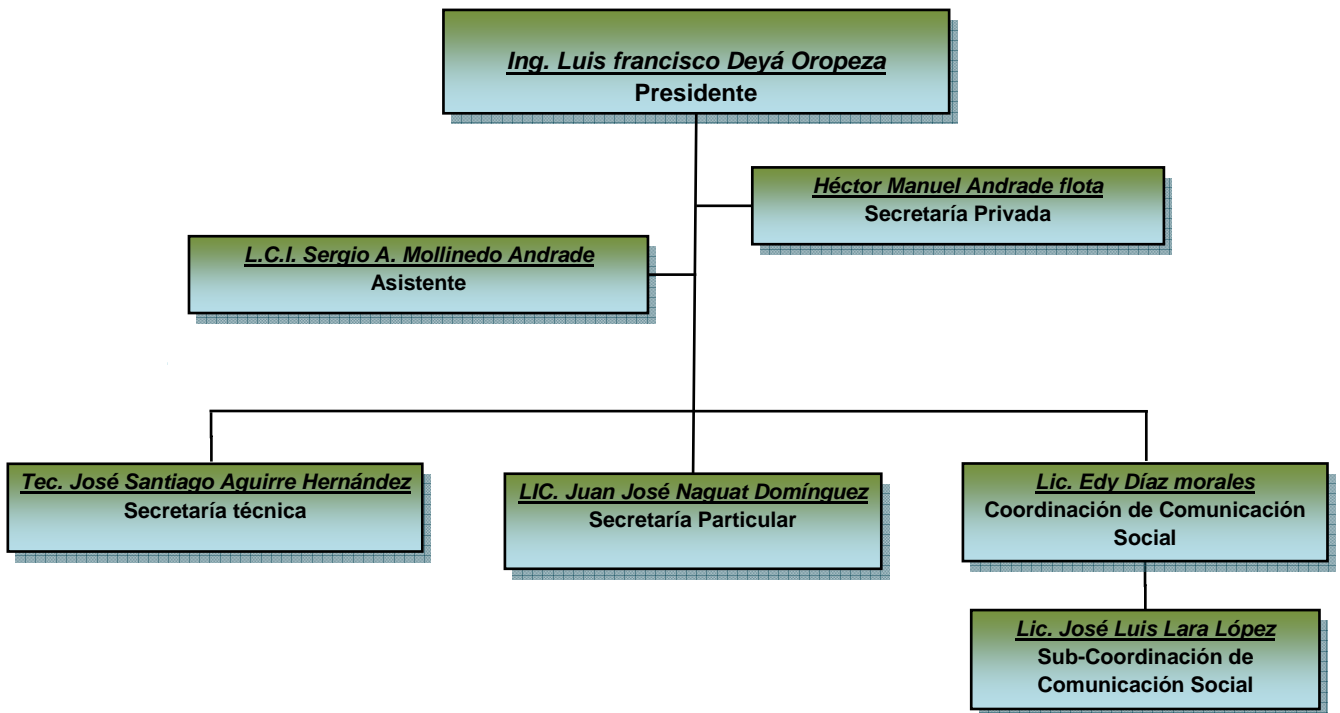 Ing. Luis francisco Deyá Oropeza
Presidente
Héctor Manuel Andrade flota
Secretaría Privada
L.C.I. Sergio A. Mollinedo Andrade
Asistente
Tec. José Santiago Aguirre Hernández
Secretaría técnica
LIC. Juan José Naguat Domínguez
Secretaría Particular
Lic. Edy Díaz morales
Coordinación de Comunicación
Social
Lic. José Luis Lara López
Sub-Coordinación de
Comunicación Social